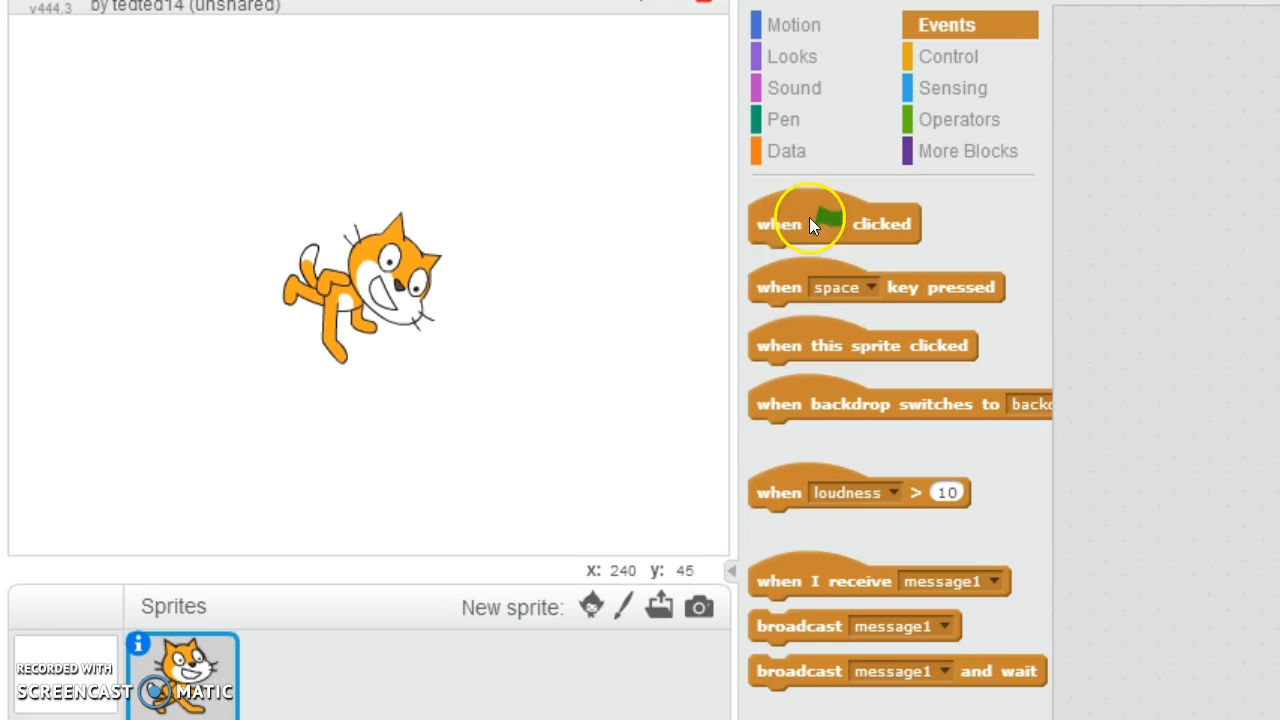 v444.3 by tedted14 (unshared)
Motion
Events
Looks
Control
Sound
Sensing
Pen
Operators
Data
More Blocks
when clicked
when space key pressed
when this sprite clicked
when backdrop switches to
when loudness > 10
when I receive message1
broadcast message1
broadcast message1 and wait
x: 240 y: 45
Sprites
New sprite:
RECORDED WITH
SCREENCAST MATIC